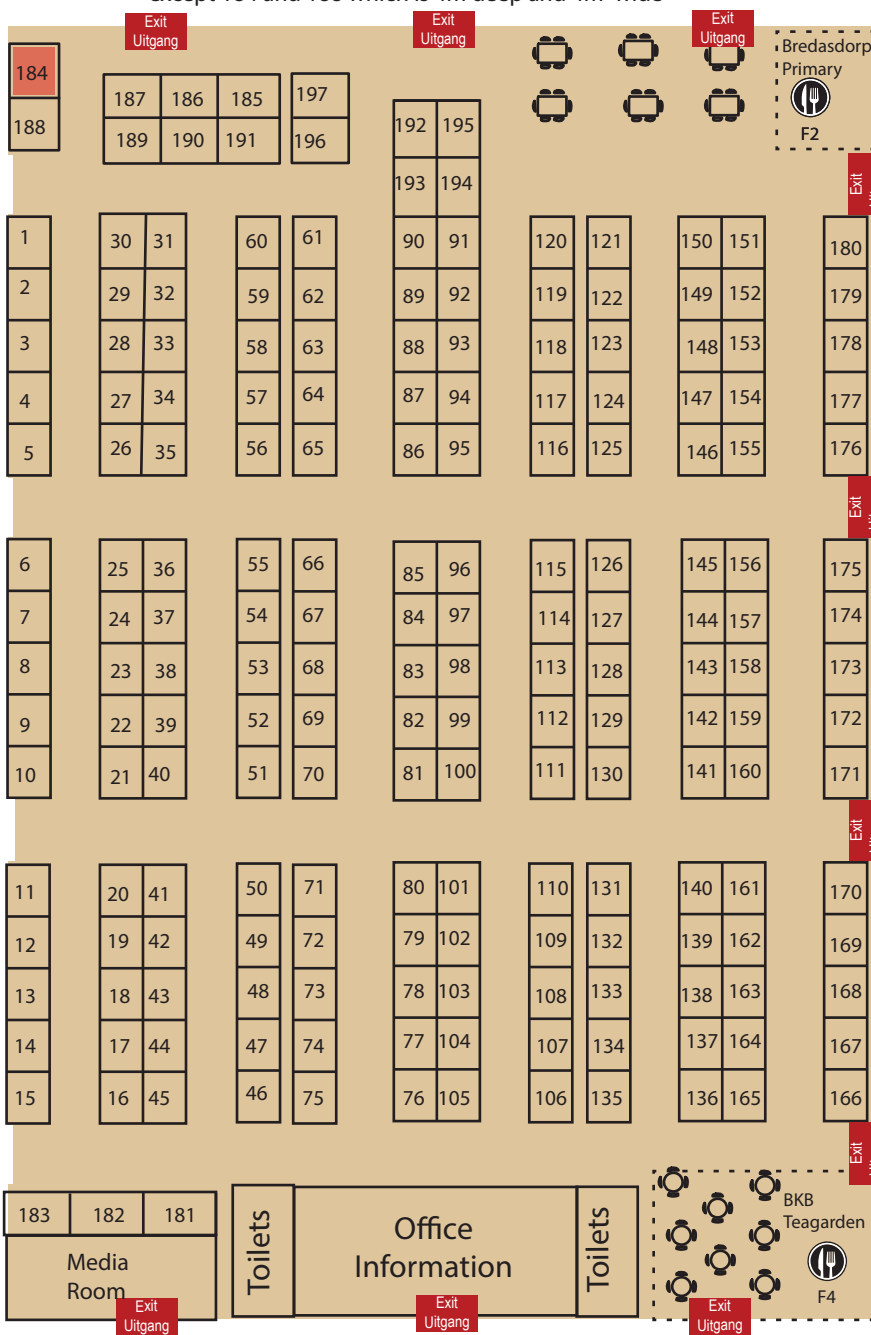 except 184 and 188 which is 4m deep and 4m wide
Exit
Uitgang
Exit
Uitgang
Exit
Uitgang
Bredasdorp
Primary
F2
184
188
187 186 185
189 190 191
197
196
192 195
193 194
Exit
1 30 31 60 61 90 91 120 121 150 151 180
2 29 32 59 62 89 92 119 122 149 152 179
3 28 33 58 63 88 93 118 123 148 153 178
4 27 34 57 64 87 94 117 124 147 154 177
5 26 35 56 65 86 95 116 125 146 155 176
Exit
6 25 36 55 66 85 96 115 126 145 156 175
7 24 37 54 67 84 97 114 127 144 157 174
8 23 38 53 68 83 98 113 128 143 158 173
9 22 39 52 69 82 99 112 129 142 159 172
10 21 40 51 70 81 100 111 130 141 160 171
Exit
11 20 41 50 71 80 101 110 131 140 161 170
12 19 42 49 72 79 102 109 132 139 162 169
13 18 43 48 73 78 103 108 133 138 163 168
14 17 44 47 74 77 104 107 134 137 164 167
15 16 45 46 75 76 105 106 135 136 165 166
Exit
183 182 181
Media
Room
Toilets
Office
Information
Toilets
BKB
Teagarden
F4
Exit
Uitgang
Exit
Uitgang
Exit
Uitgang